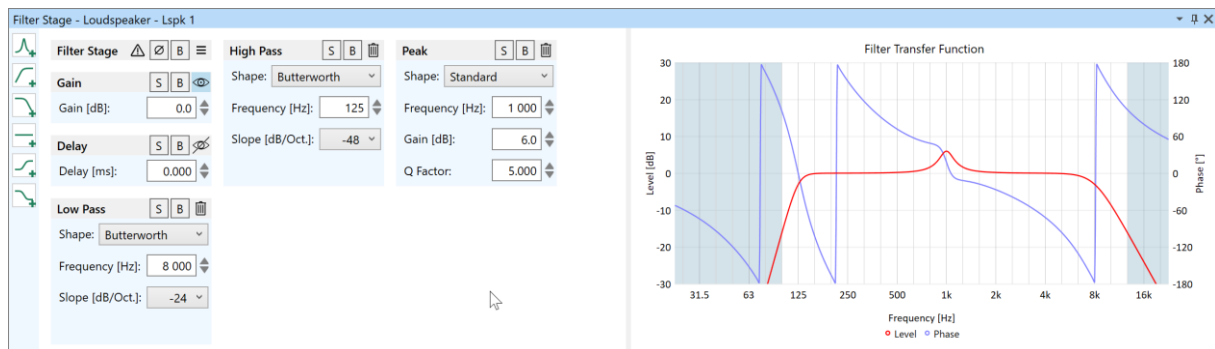 Filter Stage - Loudspeaker - Lspk 1
Filter Stage Ø B
Gain S B
Gain [dB]: 0.0
Delay S B
Delay [ms]: 0.000
Low Pass S B
Shape: Butterworth
Frequency [Hz]: 8 000
Slope [dB/Oct.]: -24
High Pass S B
Shape: Butterworth
Frequency [Hz]: 125
Slope [dB/Oct.]: -48
Peak S B
Shape: Standard
Frequency [Hz]: 1 000
Gain [dB]: 6.0
Q Factor: 5.000
Filter Transfer Function
Level [dB]
30
20
10
0
-10
-20
-30
180
120
60
0
-60
-120
-180
Phase [°]
31.5 63 125 250 500 1k 2k 4k 8k 16k
Frequency [Hz]
Level Phase